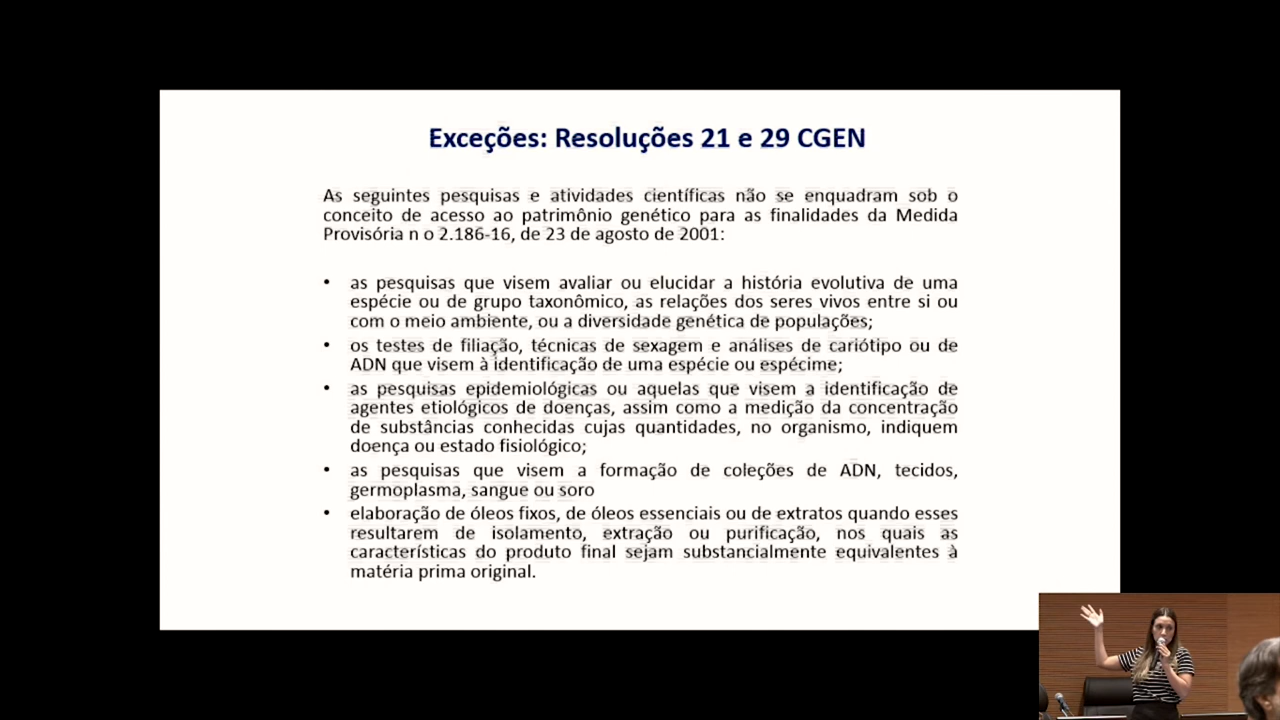 Exceções: Resoluções 21 e 29 CGEN
As seguintes pesquisas e atividades científicas não se enquadram sob o
conceito de acesso ao patrimônio genético para as finalidades da Medida
Provisória n o 2.186-16, de 23 de agosto de 2001:
• as pesquisas que visem avaliar ou elucidar a história evolutiva de uma
espécie ou de grupo taxonômico, as relações dos seres vivos entre si ou
com o meio ambiente, ou a diversidade genética de populações;
• os testes de filiação, técnicas de sexagem e análises de cariótipo ou de
ADN que visem à identificação de uma espécie ou espécime;
• as pesquisas epidemiológicas ou aquelas que visem a identificação de
agentes etiológicos de doenças, assim como a medição da concentração
de substâncias conhecidas cujas quantidades, no organismo, indiquem
doença ou estado fisiológico;
• as pesquisas que visem a formação de coleções de ADN, tecidos,
germoplasma, sangue ou soro
• elaboração de óleos fixos, de óleos essenciais ou de extratos quando esses
resultarem de isolamento, extração ou purificação, nos quais as
características do produto final sejam substancialmente equivalentes à
matéria prima original.